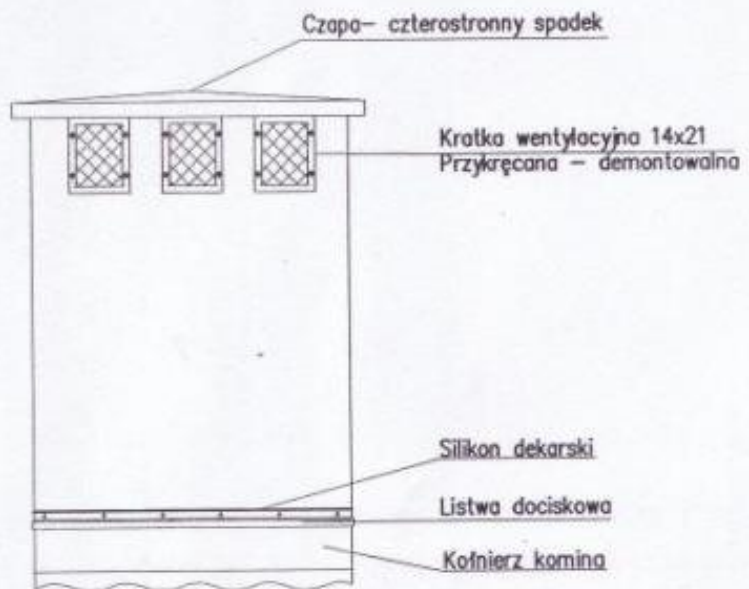 Czapa- czterostronny spadek
Kratka wentylacyjna 14x21
Przykręcana - demontowalna
Silikon dekarski
Listwa dociskowa
Kołnierz komina